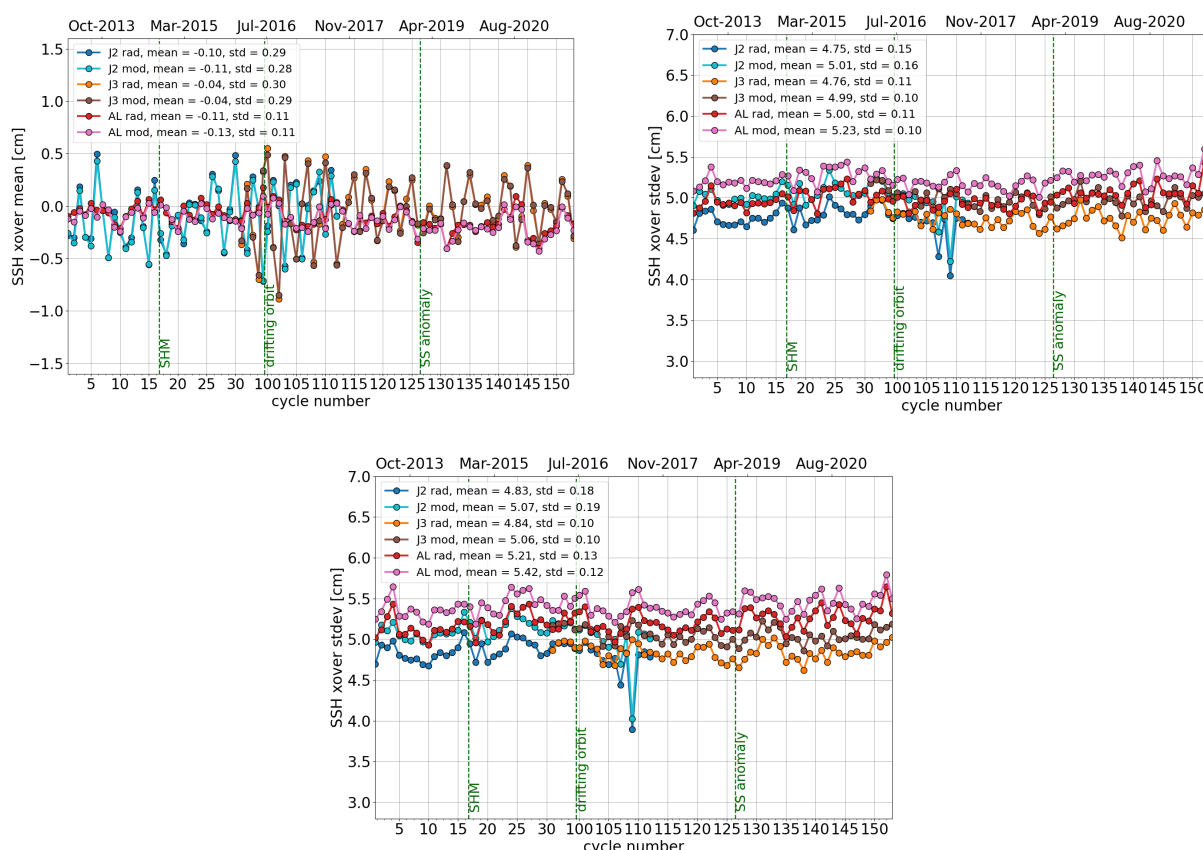 Oct-2013 Mar-2015 Jul-2016 Nov-2017 Apr-2019 Aug-2020
1.5
1.0
0.5
0.0
−0.5
−1.0
−1.5
SSH xover mean [cm]
J2 rad, mean = -0.10, std = 0.29
J2 mod, mean = -0.11, std = 0.28
J3 rad, mean = -0.04, std = 0.30
J3 mod, mean = -0.04, std = 0.29
AL rad, mean = -0.11, std = 0.11
AL mod, mean = -0.13, std = 0.11
SHM
drifting orbit
SS anomaly
5 10 15 20 25 30 100 105 110 115 120 125 130 135 140 145 150
cycle number
Oct-2013 Mar-2015 Jul-2016 Nov-2017 Apr-2019 Aug-2020
7.0
6.5
6.0
5.5
5.0
4.5
4.0
3.5
3.0
SSH xover stdev [cm]
J2 rad, mean = 4.75, std = 0.15
J2 mod, mean = 5.01, std = 0.16
J3 rad, mean = 4.76, std = 0.11
J3 mod, mean = 4.99, std = 0.10
AL rad, mean = 5.00, std = 0.11
AL mod, mean = 5.23, std = 0.10
SHM
drifting orbit
SS anomaly
5 10 15 20 25 30 100 105 110 115 120 125 130 135 140 145 150
cycle number
Oct-2013 Mar-2015 Jul-2016 Nov-2017 Apr-2019 Aug-2020
7.0
6.5
6.0
5.5
5.0
4.5
4.0
3.5
3.0
SSH xover stdev [cm]
J2 rad, mean = 4.83, std = 0.18
J2 mod, mean = 5.07, std = 0.19
J3 rad, mean = 4.84, std = 0.10
J3 mod, mean = 5.06, std = 0.10
AL rad, mean = 5.21, std = 0.13
AL mod, mean = 5.42, std = 0.12
SHM
drifting orbit
SS anomaly
5 10 15 20 25 30 100 105 110 115 120 125 130 135 140 145 150
cycle number